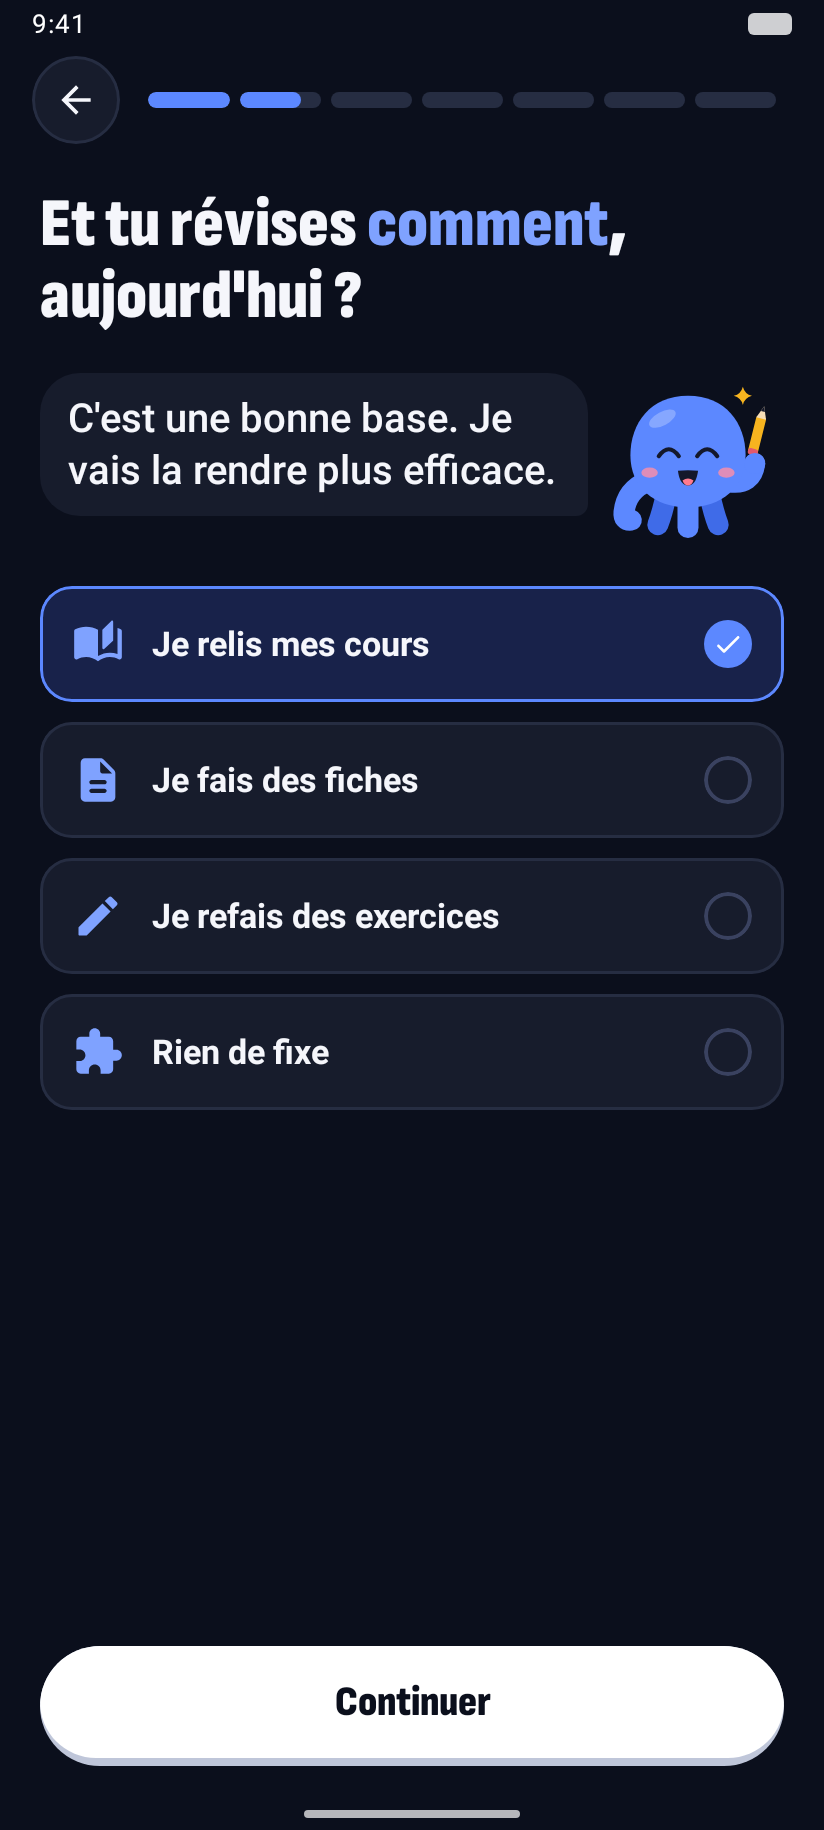 9:41
Et tu révises comment,
aujourd'hui ?
C'est une bonne base. Je
vais la rendre plus efficace.
Je relis mes cours
Je fais des fiches
Je refais des exercices
Rien de fixe
Continuer